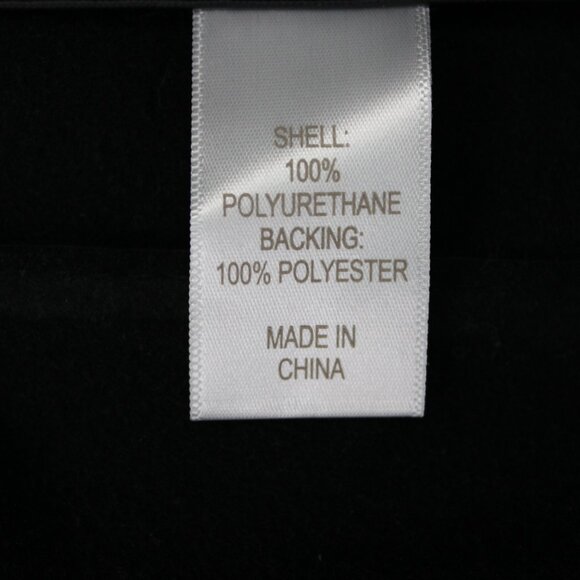 SHELL:
100%
POLYURETHANE
BACKING:
100% POLYESTER
MADE IN
CHINA